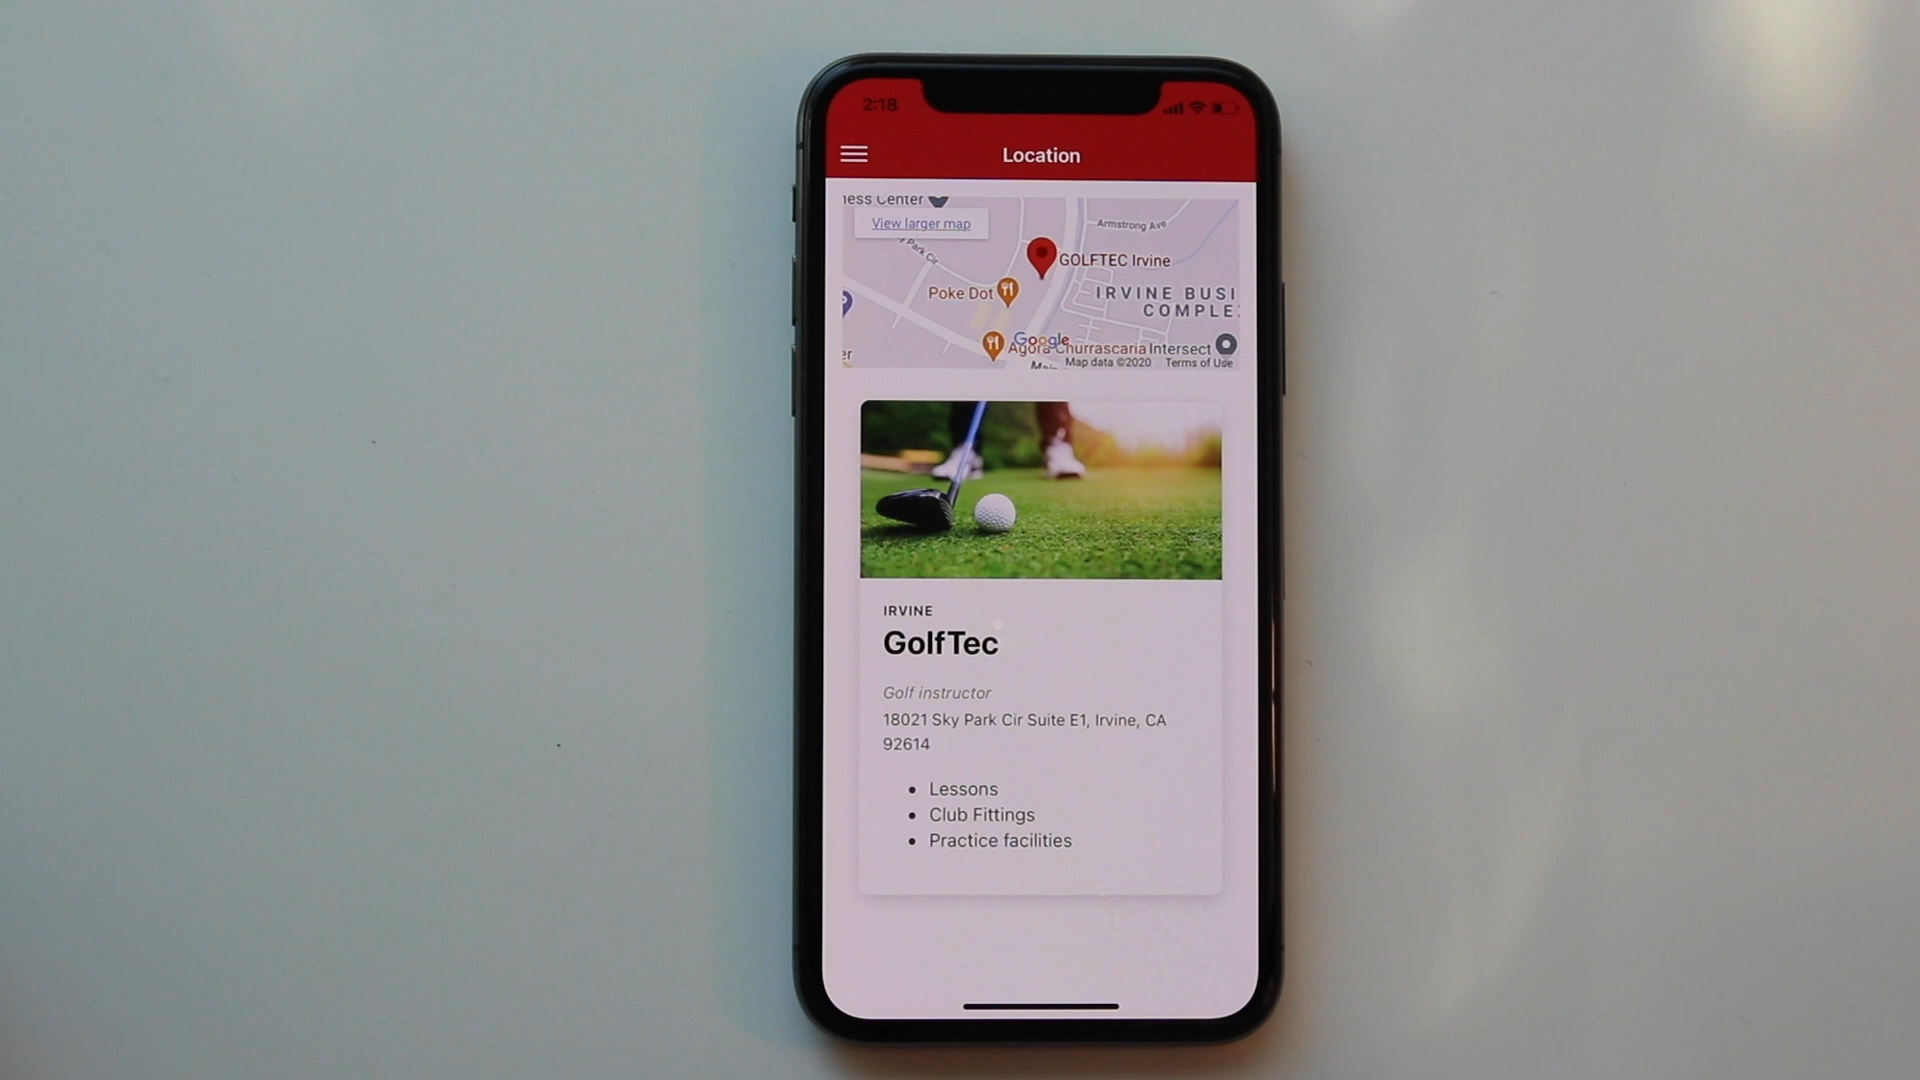 2:18
Location
ness Center
View larger map
Armstrong Ave
y Park Cir
GOLFTEC Irvine
Poke Dot
IRVINE BUSI
COMPLE
Google
Agora Churrascaria
Intersect
er
Map data ©2020
Terms of Use
IRVINE
GolfTec
Golf instructor
18021 Sky Park Cir Suite E1, Irvine, CA
92614
• Lessons
• Club Fittings
• Practice facilities